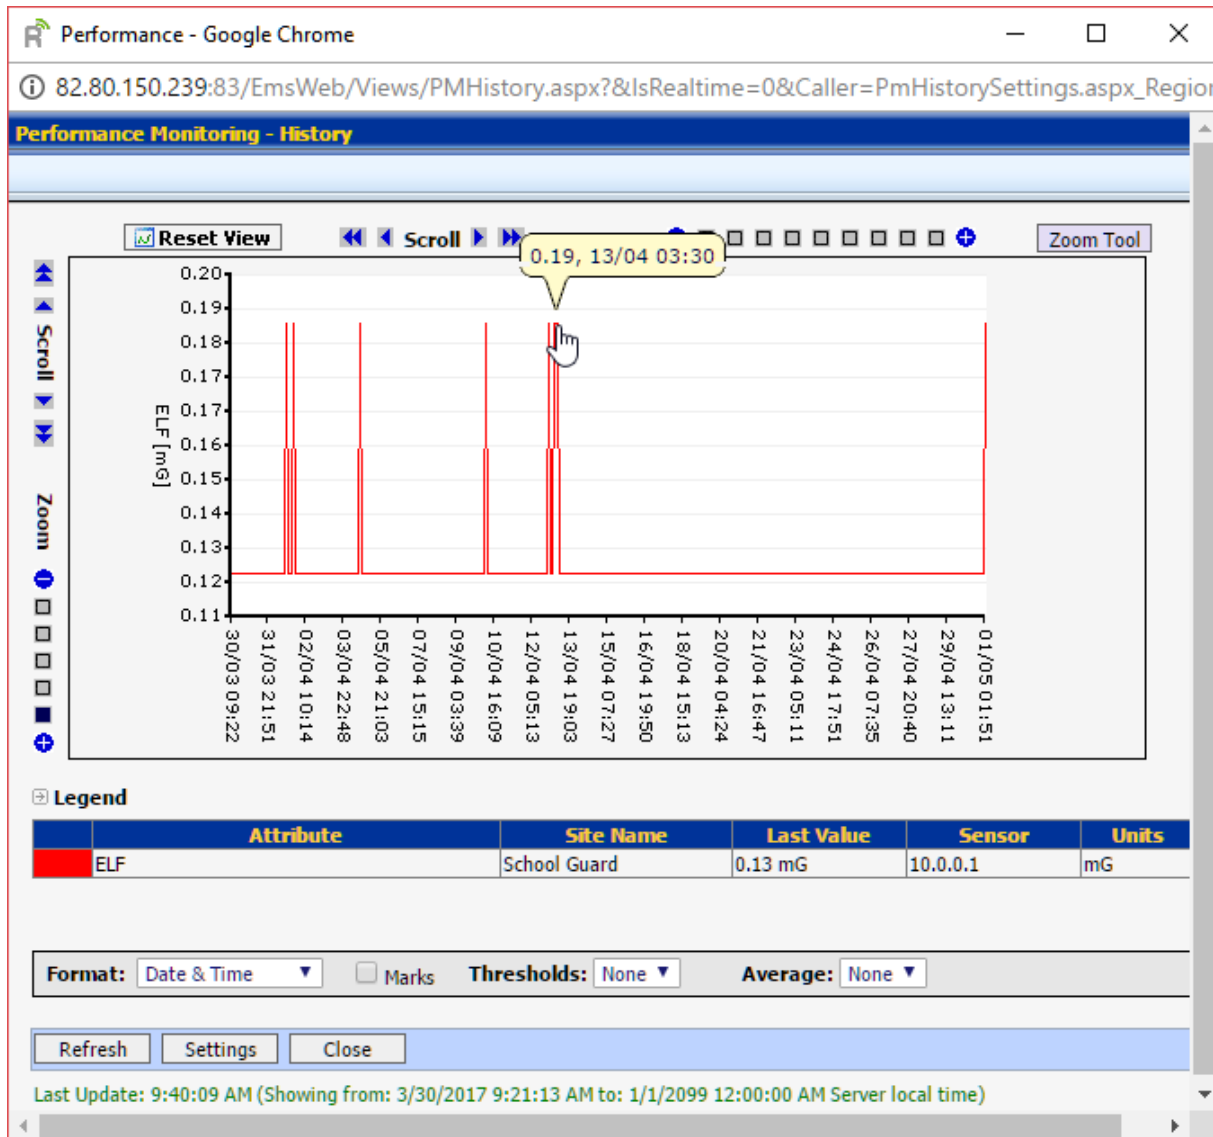 Performance - Google Chrome
82.80.150.239:83/EmsWeb/Views/PMHistory.aspx?&IsRealtime=0&Caller=PmHistorySettings.aspx_Region
Performance Monitoring - History
Reset View
Scroll
Zoom Tool
0.19, 13/04 03:30
Scroll
Zoom
ELF [mG]
0.20
0.19
0.18
0.17
0.16
0.15
0.14
0.13
0.12
0.11
30/03 09:22
31/03 21:51
02/04 10:14
03/04 22:48
05/04 21:03
07/04 15:15
09/04 03:39
10/04 16:09
12/04 05:13
13/04 19:03
15/04 07:27
16/04 19:50
18/04 15:13
20/04 04:24
21/04 16:47
23/04 05:11
24/04 17:51
26/04 07:35
27/04 20:40
29/04 13:11
01/05 01:51
Legend
Attribute Site Name Last Value Sensor Units
ELF School Guard 0.13 mG 10.0.0.1 mG
Format: Date & Time Marks Thresholds: None Average: None
Refresh Settings Close
Last Update: 9:40:09 AM (Showing from: 3/30/2017 9:21:13 AM to: 1/1/2099 12:00:00 AM Server local time)